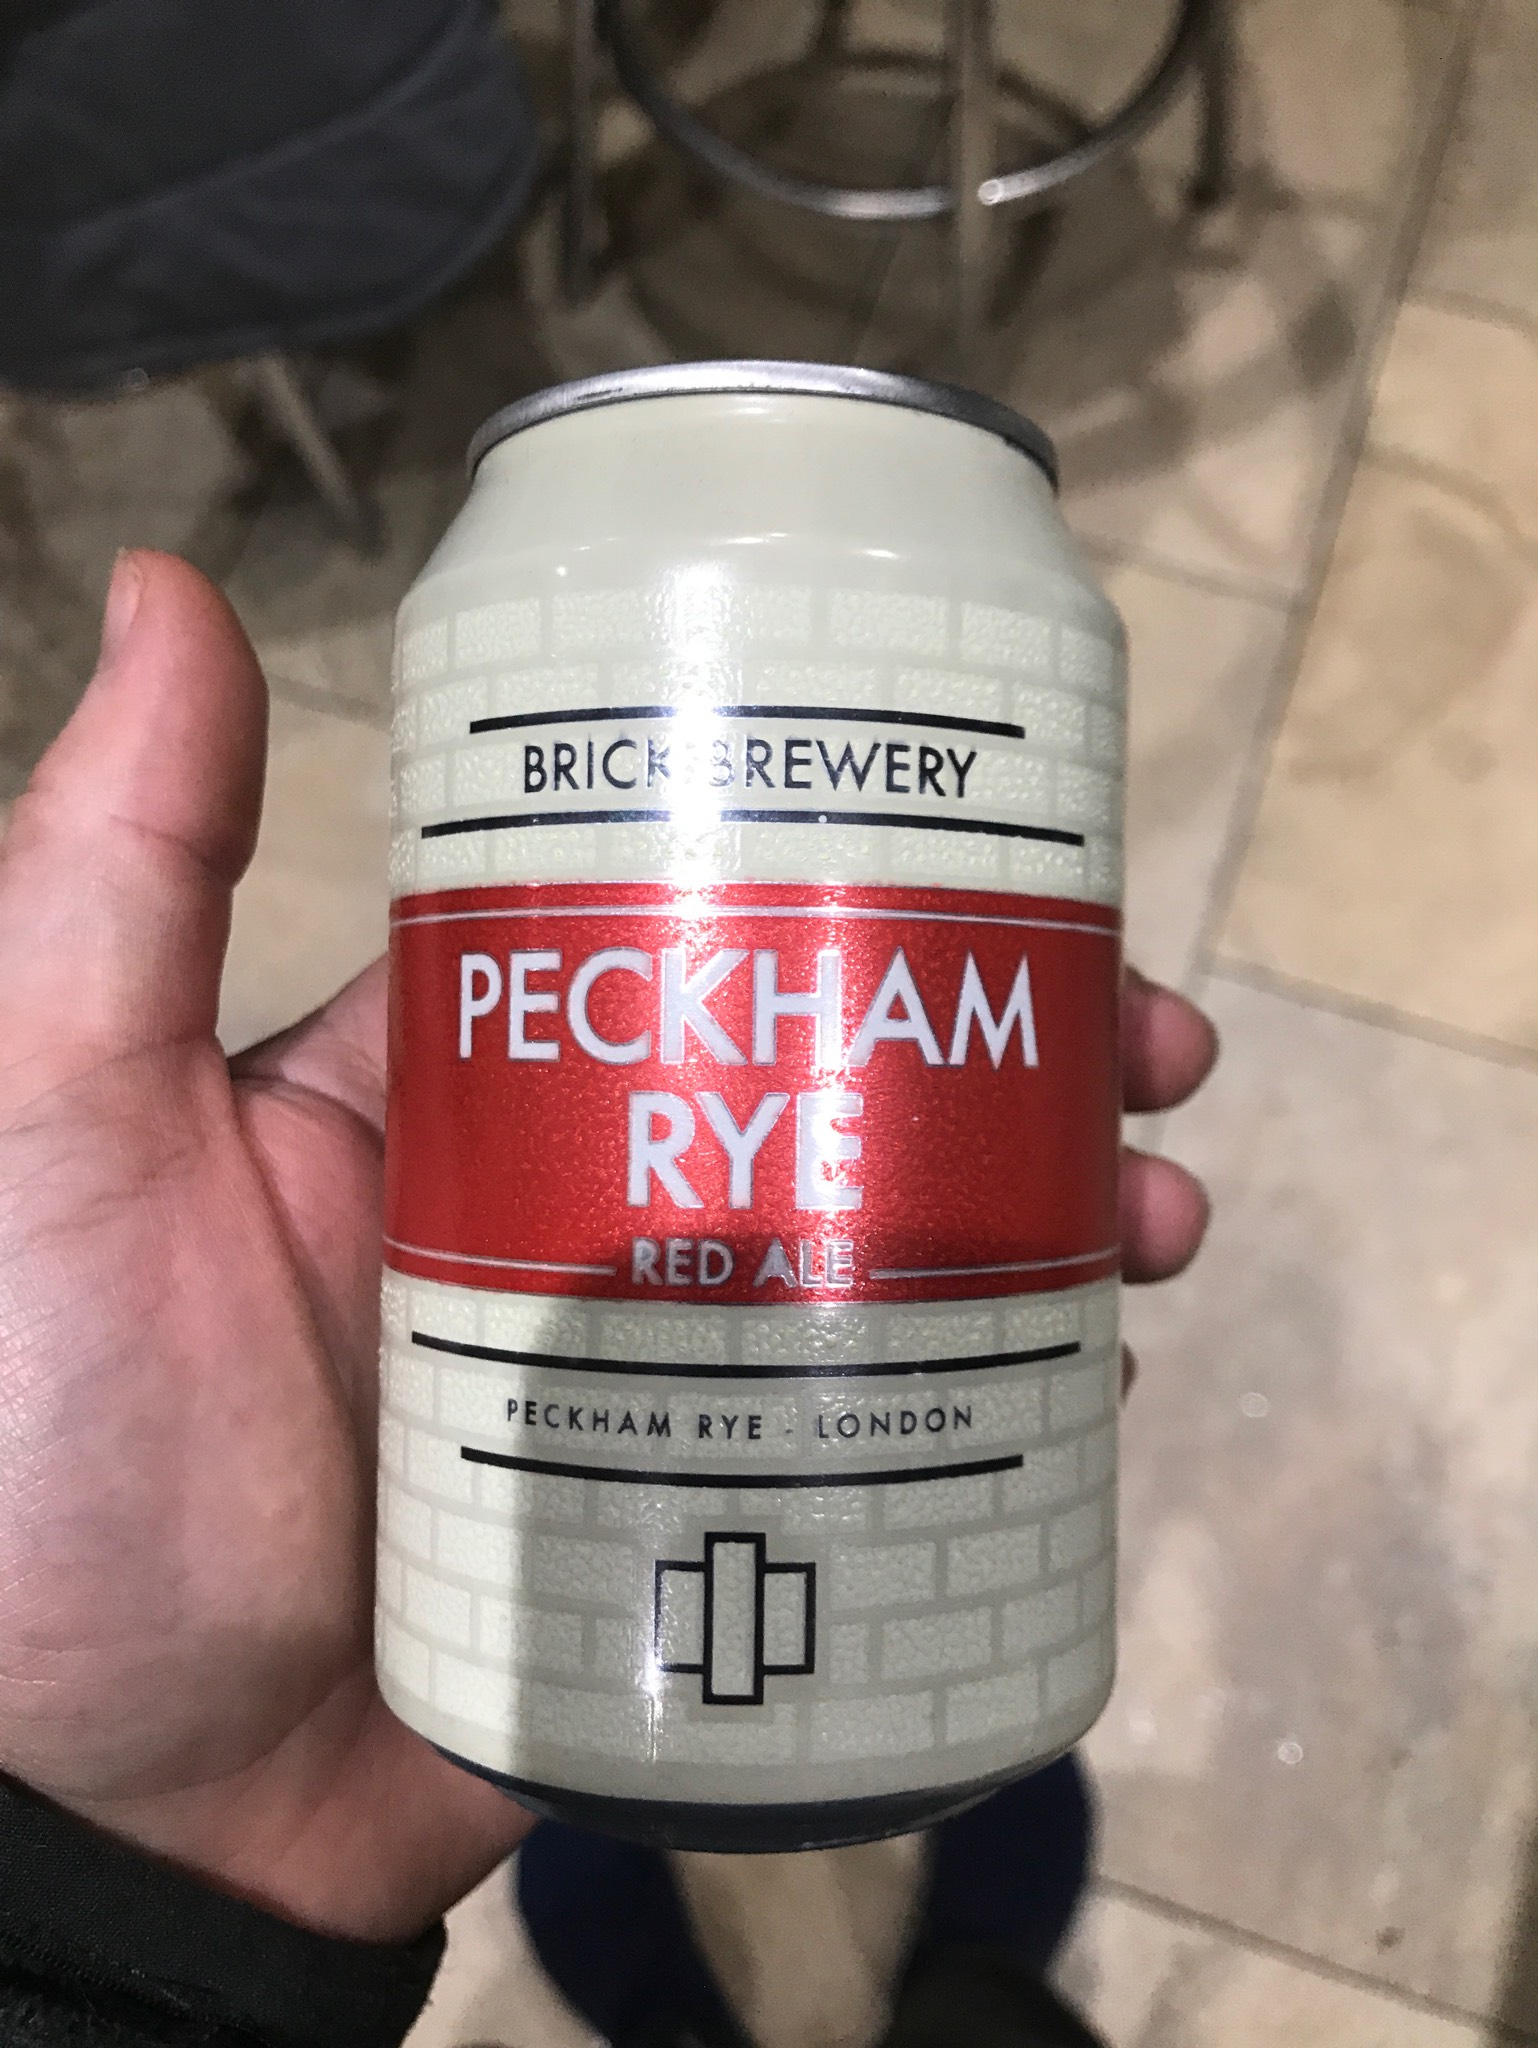 BRICK BREWERY
PECKHAM
RYE
RED ALE
PECKHAM RYE - LONDON